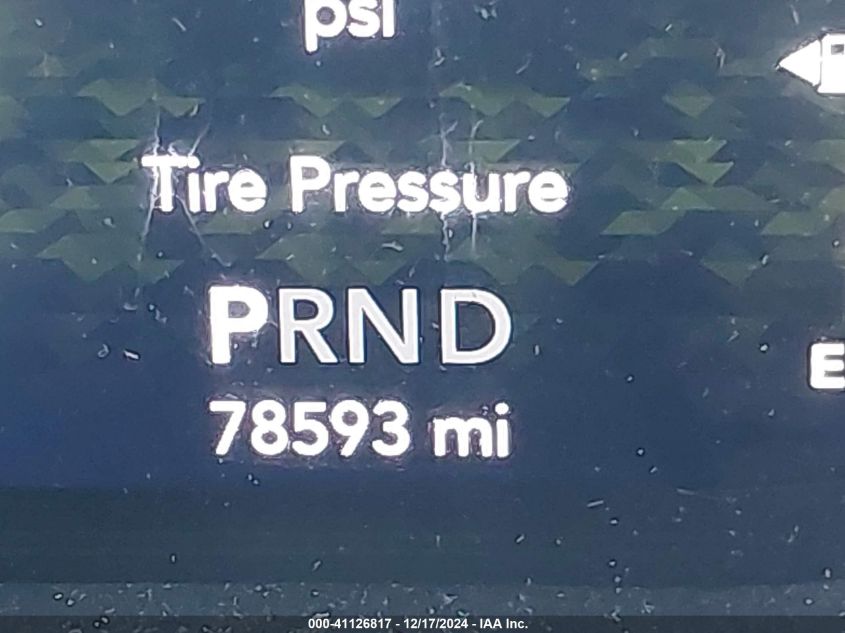 psi
Tire Pressure
PRND
E
78593 mi
000-41126817 - 12/17/2024 - IAA Inc.